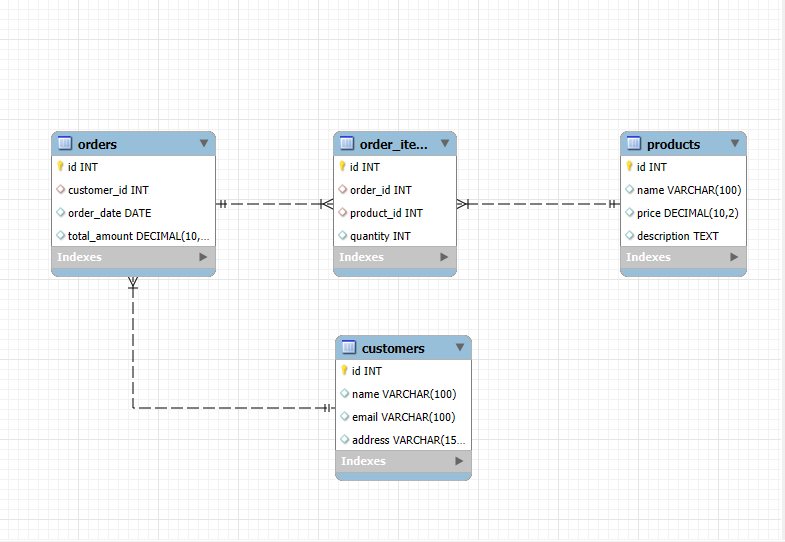 orders
id INT
customer_id INT
order_date DATE
total_amount DECIMAL(10,...
Indexes
order_ite...
id INT
order_id INT
product_id INT
quantity INT
Indexes
products
id INT
name VARCHAR(100)
price DECIMAL(10,2)
description TEXT
Indexes
customers
id INT
name VARCHAR(100)
email VARCHAR(100)
address VARCHAR(15...
Indexes